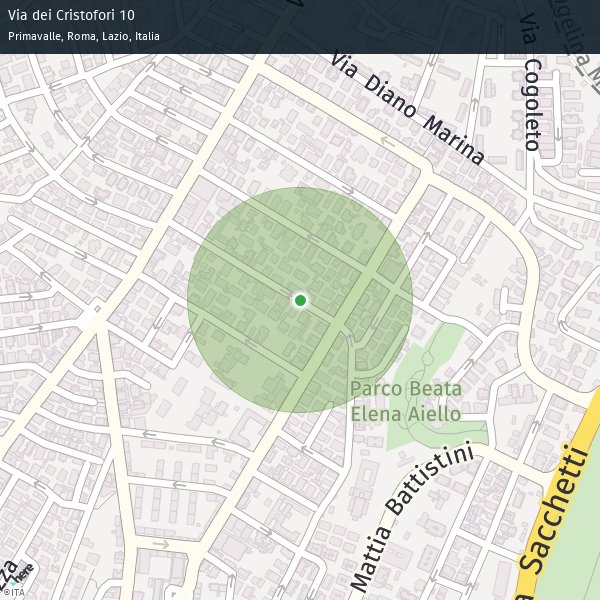 Via dei Cristofori 10
Primavalle, Roma, Lazio, Italia
Via Diano Marina
Via Cogoleto
Parco Beata
Elena Aiello
Mattia Battistini
Sacchetti
here
©ITA